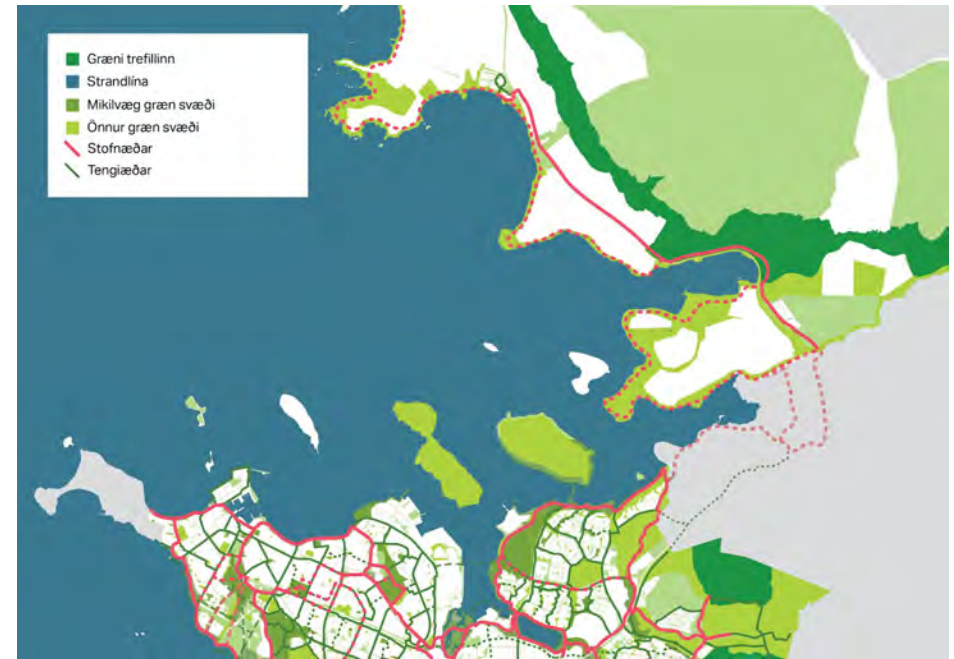 Græni trefillinn
Strandlína
Mikilvæg græn svæði
Önnur græn svæði
Stofnæðar
Tengiæðar